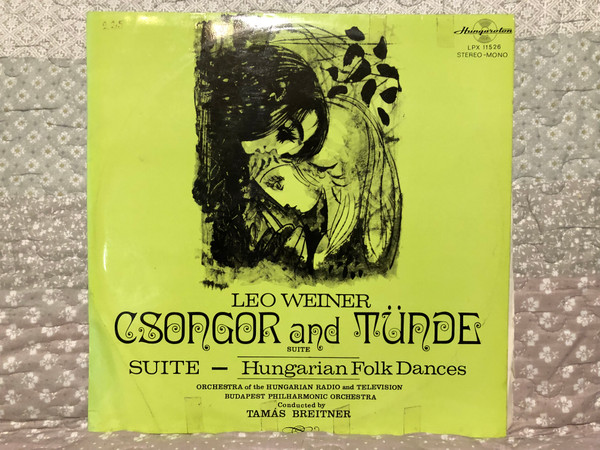 225
Hungaroton
LPX 11526
STEREO-MONO
LEO WEINER
CSONGOR and TÜNDE
SUITE
SUITE — Hungarian Folk Dances
ORCHESTRA of the HUNGARIAN RADIO and TELEVISION
BUDAPEST PHILHARMONIC ORCHESTRA
Conducted by
TAMÁS BREITNER